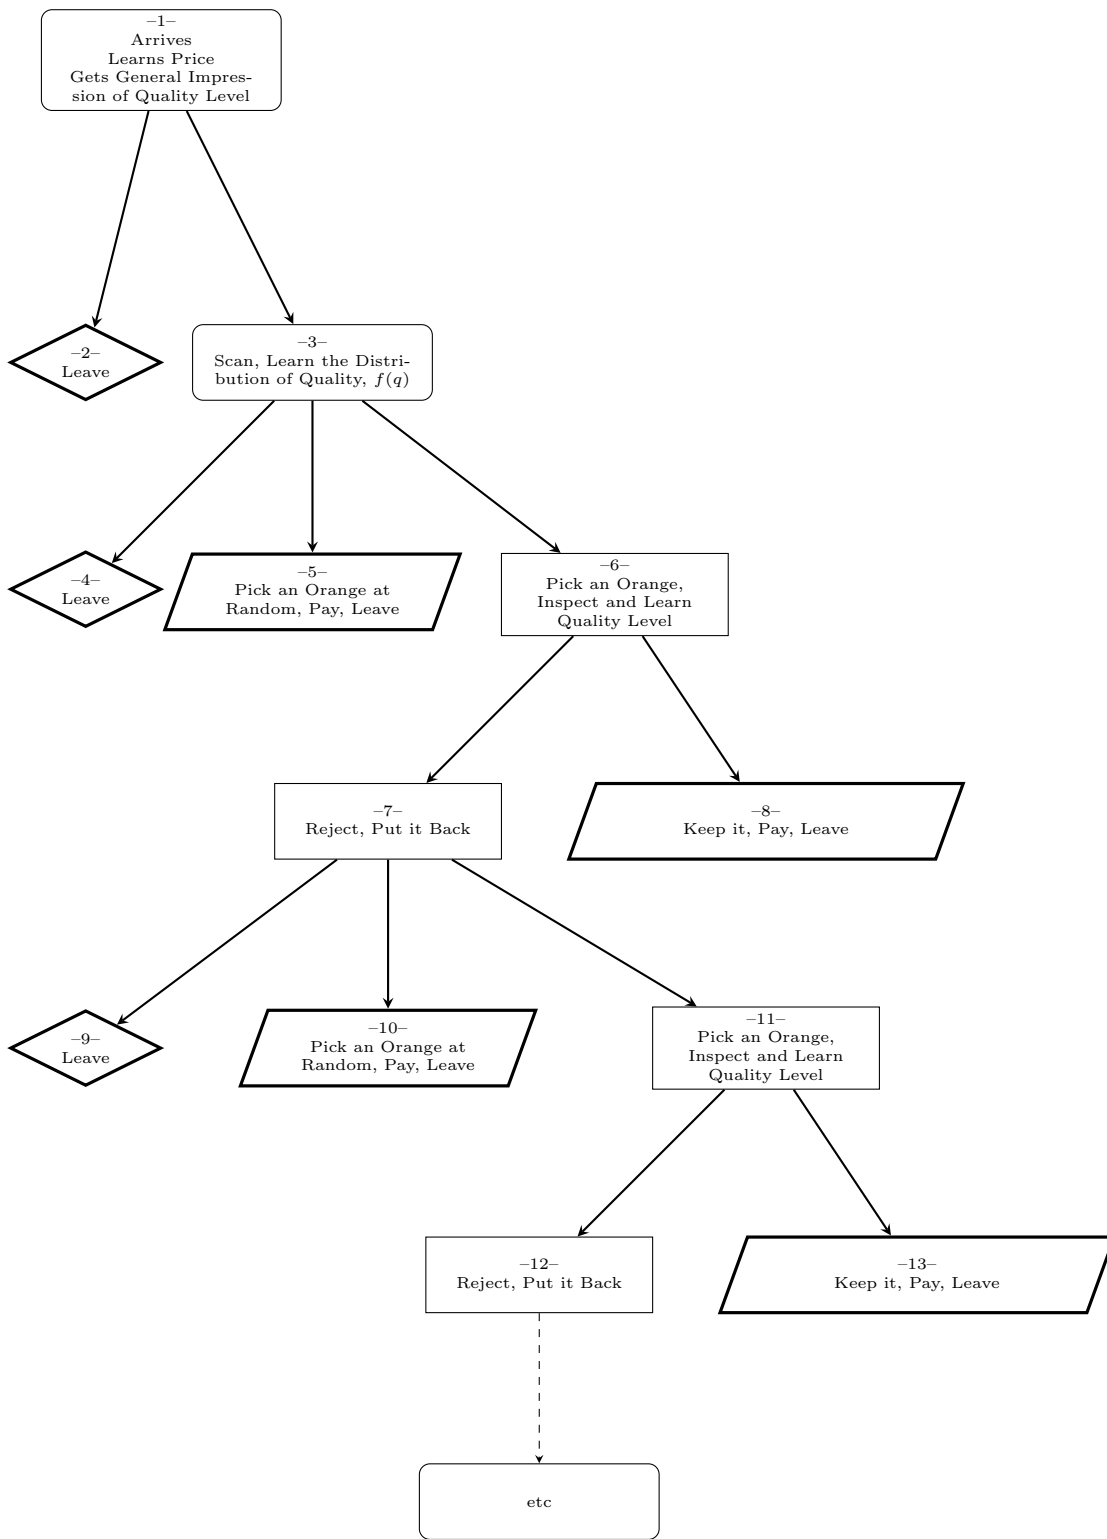 –1–
Arrives
Learns Price
Gets General Impres-
sion of Quality Level
–2–
Leave
–3–
Scan, Learn the Distri-
bution of Quality, f(q)
–4–
Leave
–5–
Pick an Orange at
Random, Pay, Leave
–6–
Pick an Orange,
Inspect and Learn
Quality Level
–7–
Reject, Put it Back
–8–
Keep it, Pay, Leave
–9–
Leave
–10–
Pick an Orange at
Random, Pay, Leave
–11–
Pick an Orange,
Inspect and Learn
Quality Level
–12–
Reject, Put it Back
–13–
Keep it, Pay, Leave
etc